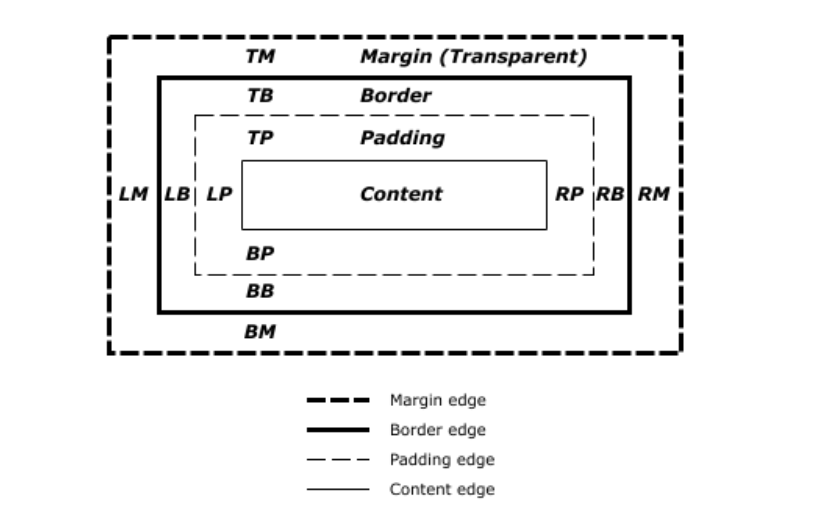 TM Margin (Transparent)
TB Border
TP Padding
LM LB LP Content RP RB RM
BP
BB
BM
Margin edge
Border edge
Padding edge
Content edge